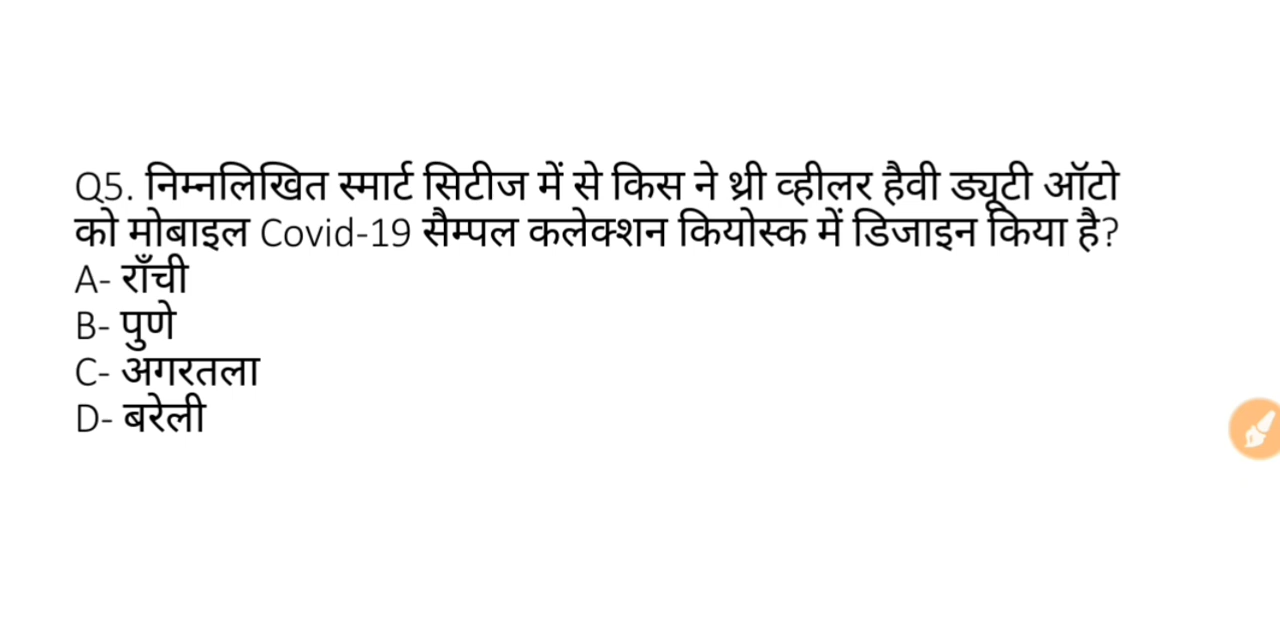 Q5. निम्नलिखित स्मार्ट सिटीज में से किस ने थ्री व्हीलर हैवी ड्यूटी ऑटो
को मोबाइल Covid-19 सैम्पल कलेक्शन कियोस्क में डिजाइन किया है?
A- राँची
B- पुणे
C- अगरतला
D- बरेली